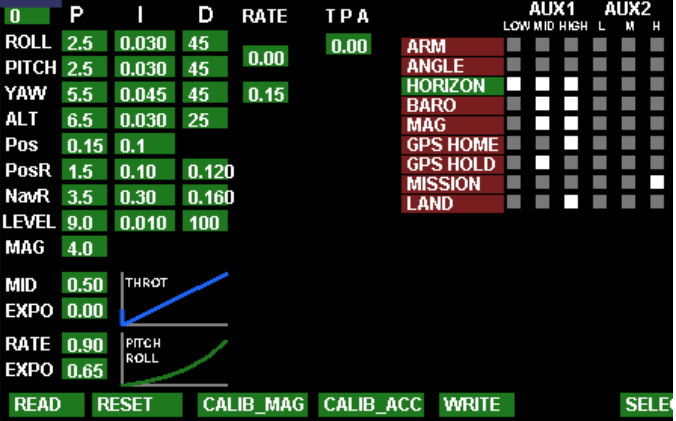 0 P I D RATE T P A AUX1 AUX2
LOW MID HIGH L M H
ROLL 2.5 0.030 45 0.00 ARM
PITCH 2.5 0.030 45 0.00 ANGLE
YAW 5.5 0.045 45 0.15 HORIZON
ALT 6.5 0.030 25 BARO
Pos 0.15 0.1 MAG
PosR 1.5 0.10 0.120 GPS HOME
NavR 3.5 0.30 0.160 GPS HOLD
LEVEL 9.0 0.010 100 MISSION
MAG 4.0 LAND
MID 0.50 THROT
EXPO 0.00
RATE 0.90 PITCH
ROLL
EXPO 0.65
READ RESET CALIB_MAG CALIB_ACC WRITE SELE